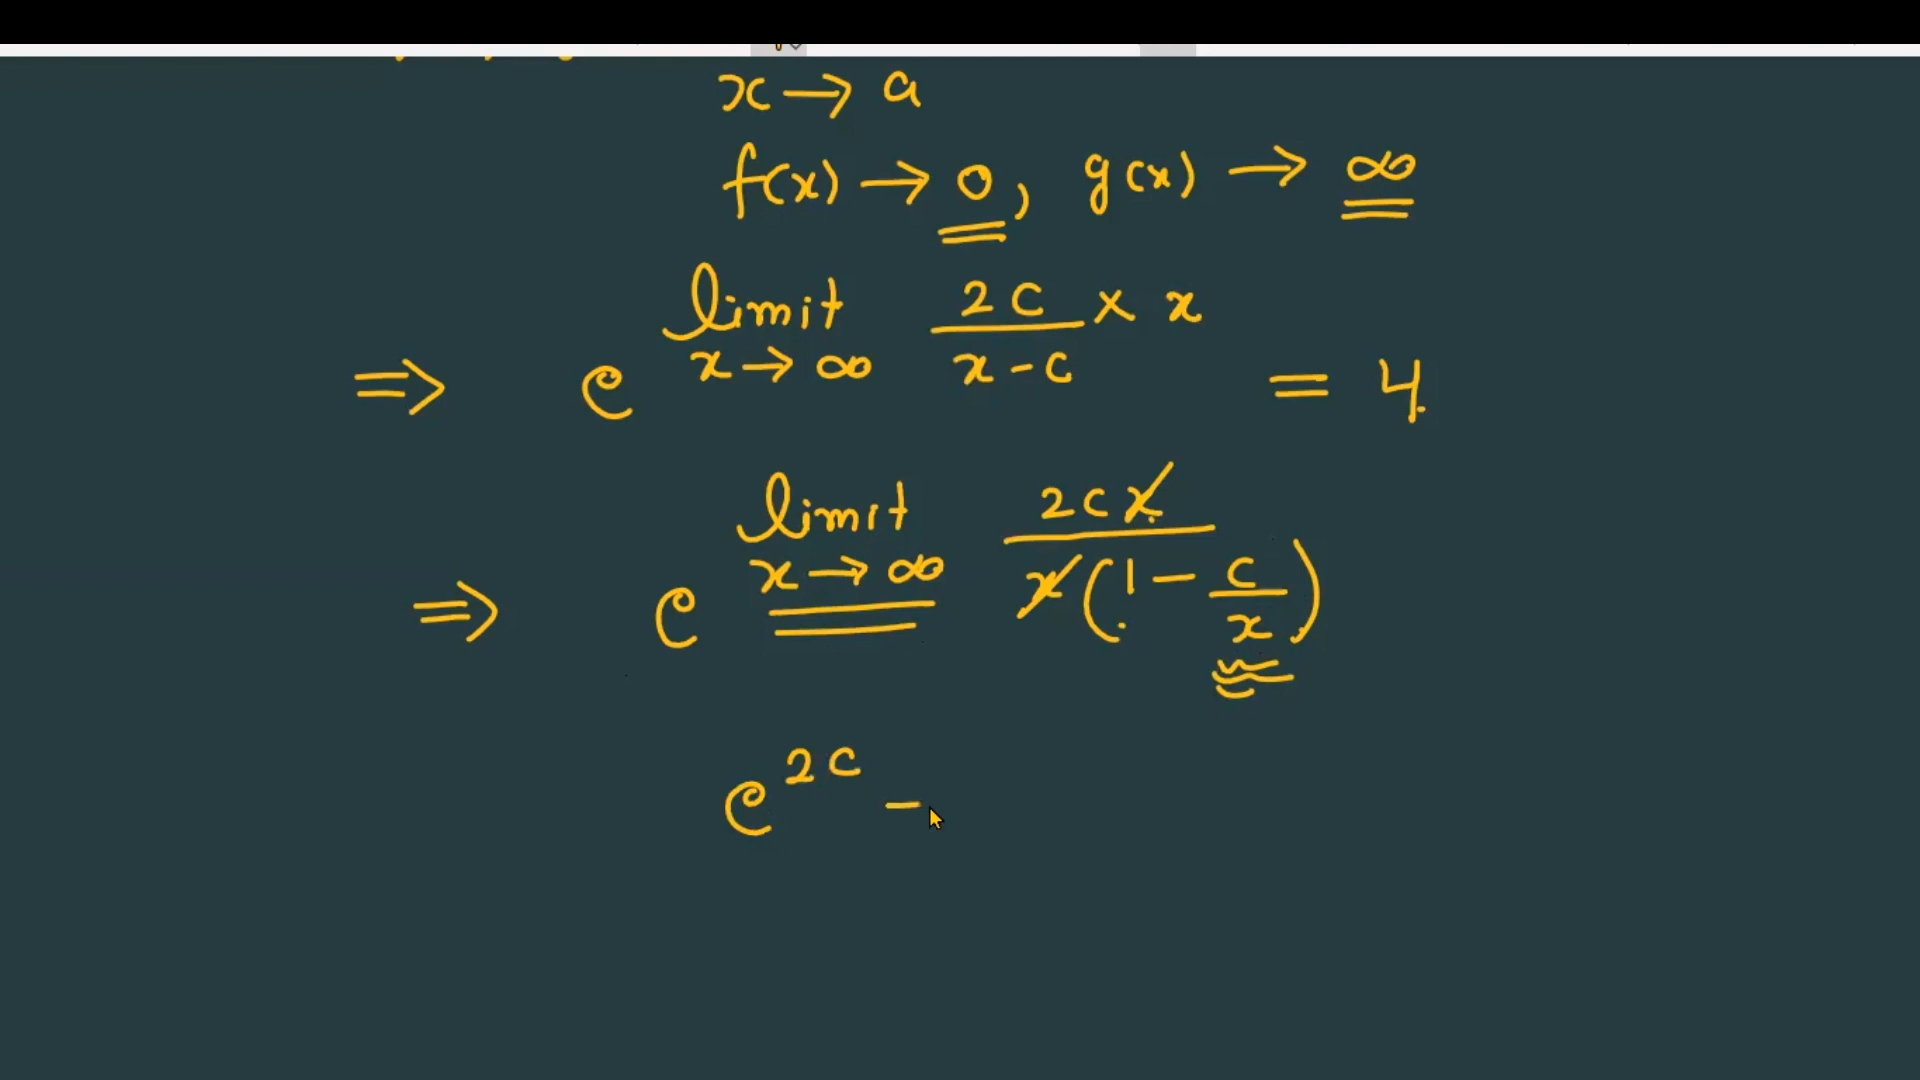 x → a
f(x) → 0, g(x) → ∞
⇒ e^{limit x → ∞ 2c/(x - c) × x} = 4
⇒ e^{limit x → ∞ 2cx/x(1 - c/x)}
e^{2c} -